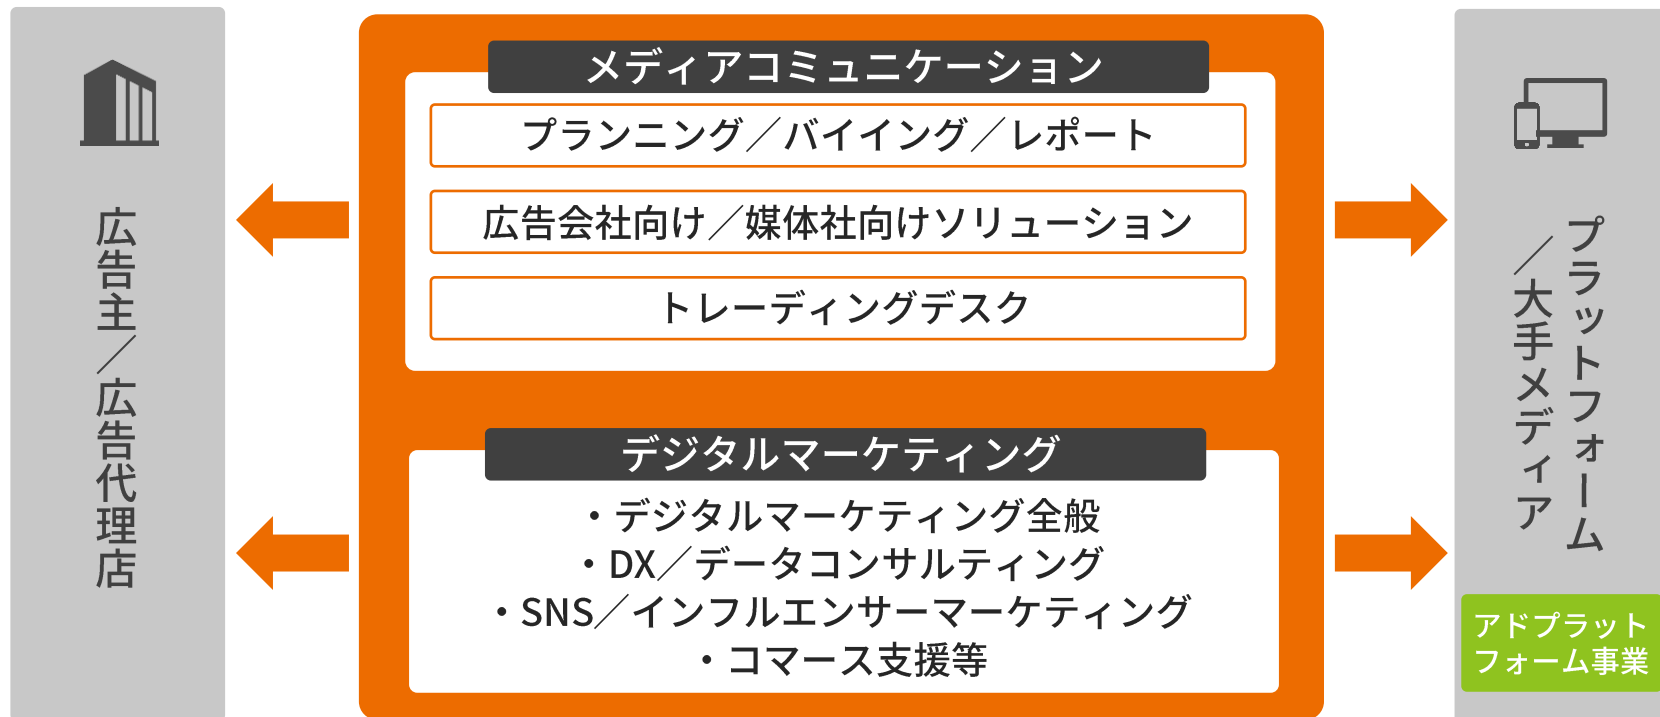 広告主／広告代理店
メディアコミュニケーション
プランニング／バイイング／レポート
広告会社向け／媒体社向けソリューション
トレーディングデスク
デジタルマーケティング
・デジタルマーケティング全般
・DX／データコンサルティング
・SNS／インフルエンサーマーケティング
・コマース支援等
プラットフォーム
／大手メディア
アドプラット
フォーム事業